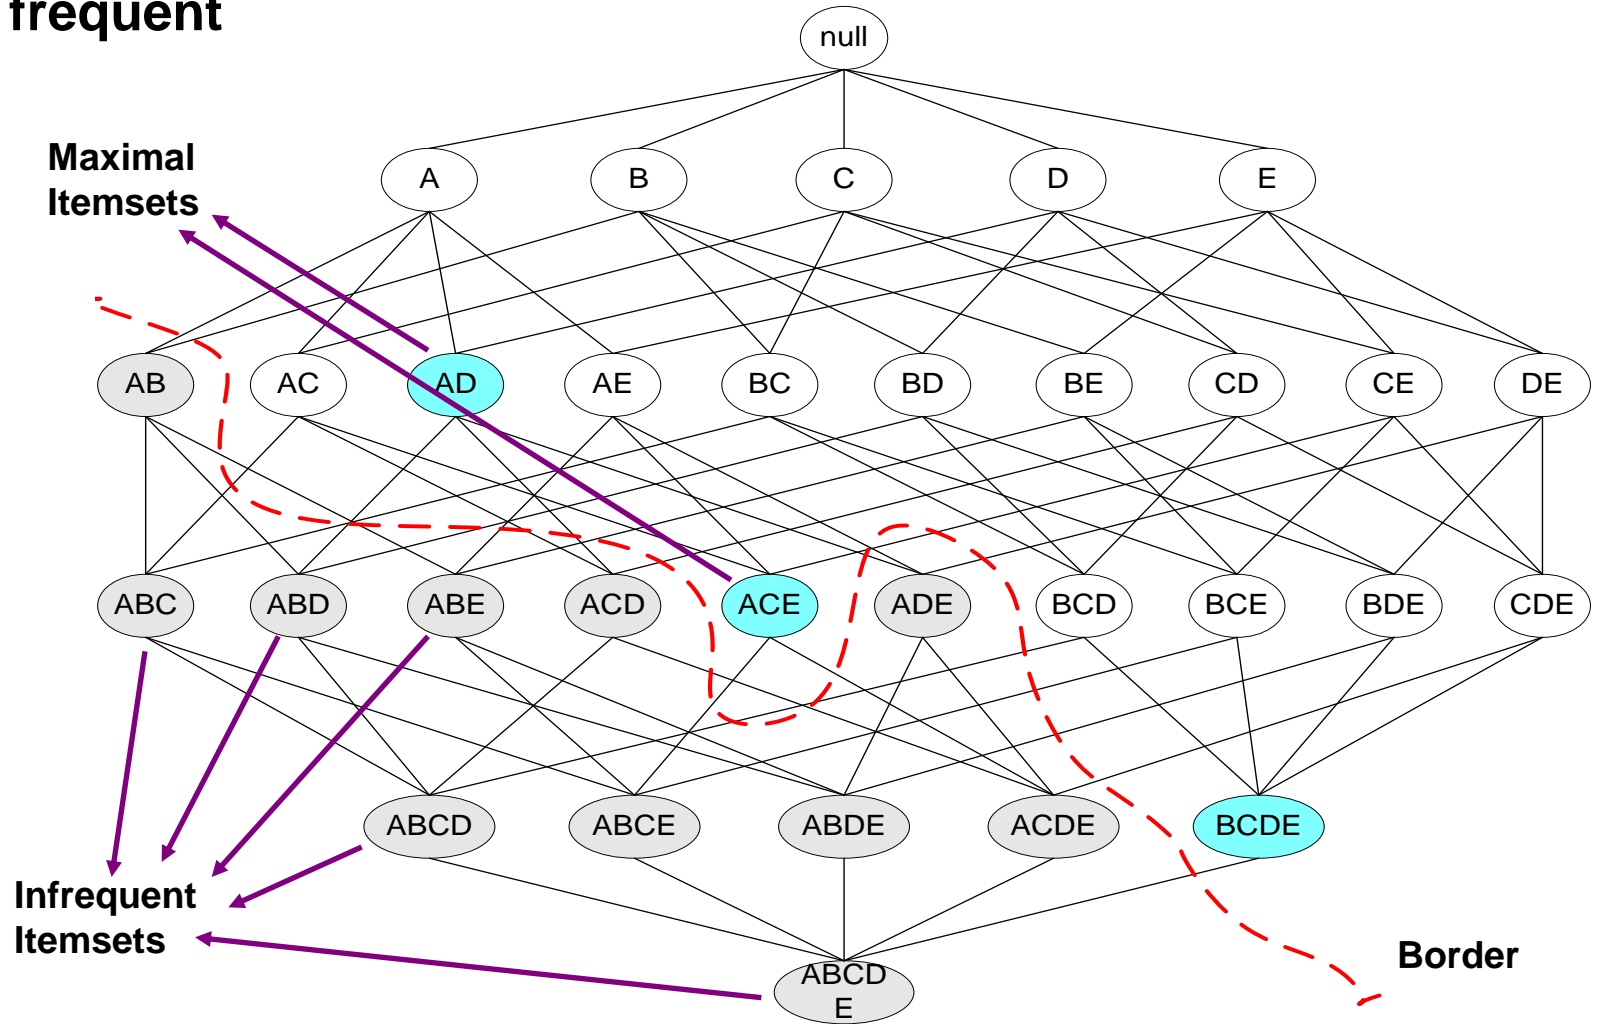 frequent
null
Maximal
Itemsets
A B C D E
AB AC AD AE BC BD BE CD CE DE
ABC ABD ABE ACD ACE ADE BCD BCE BDE CDE
ABCD ABCE ABDE ACDE BCDE
Infrequent
Itemsets
Border
ABCD
E